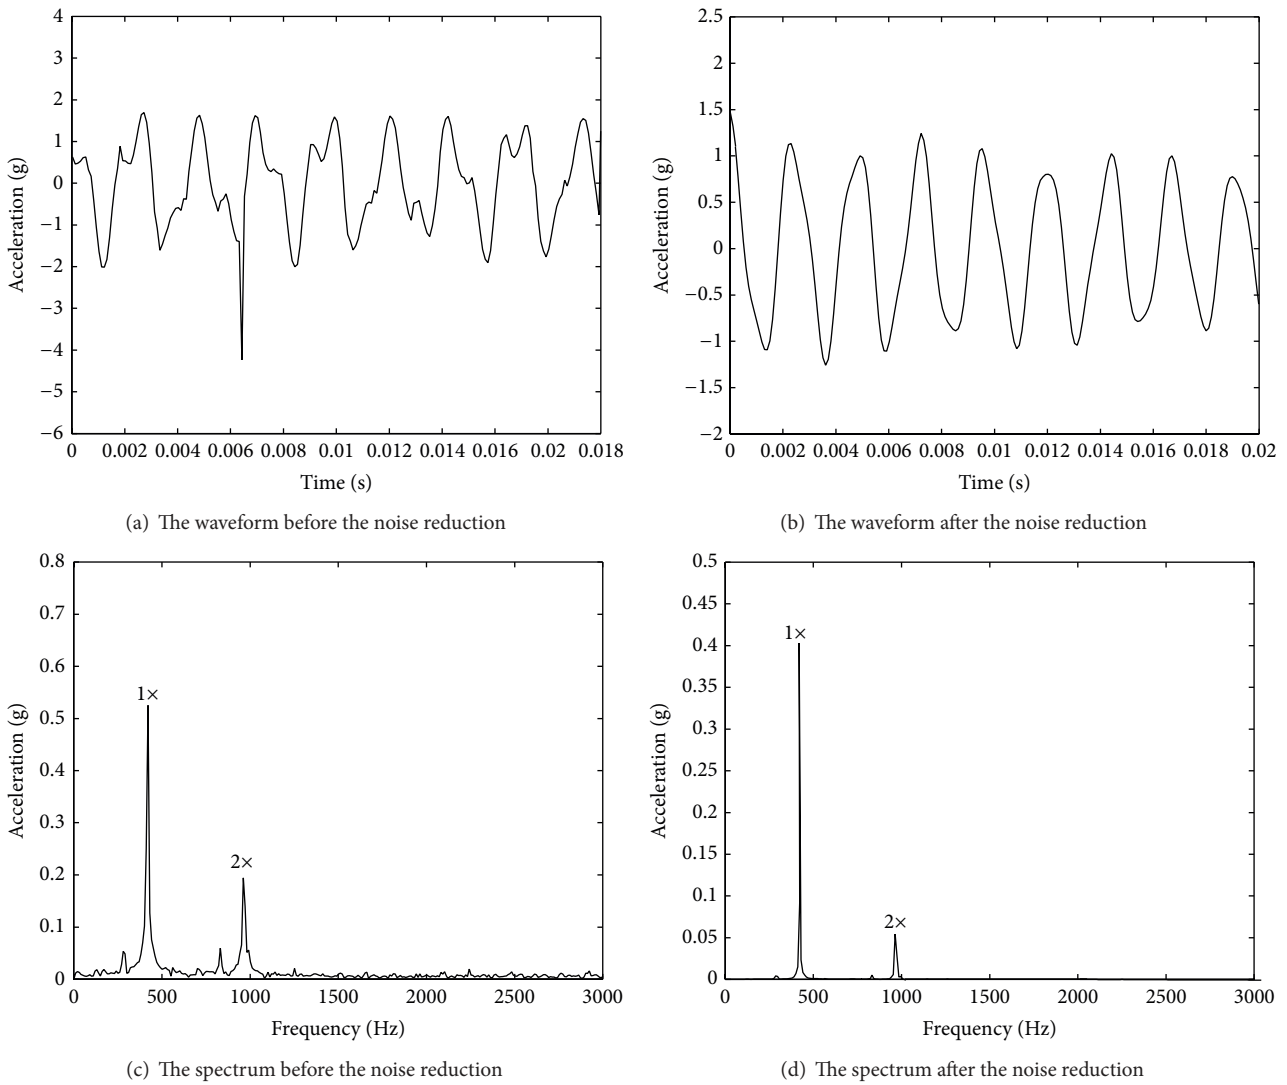 4
3
2
1
0
−1
−2
−3
−4
−5
−6
Acceleration (g)
0 0.002 0.004 0.006 0.008 0.01 0.012 0.014 0.016 0.02 0.018
Time (s)
(a) The waveform before the noise reduction
2.5
2
1.5
1
0.5
0
−0.5
−1
−1.5
−2
Acceleration (g)
0 0.002 0.004 0.006 0.008 0.01 0.012 0.014 0.016 0.018 0.02
Time (s)
(b) The waveform after the noise reduction
0.8
0.7
0.6
0.5
0.4
0.3
0.2
0.1
0
Acceleration (g)
1×
2×
0 500 1000 1500 2000 2500 3000
Frequency (Hz)
(c) The spectrum before the noise reduction
0.5
0.45
0.4
0.35
0.3
0.25
0.2
0.15
0.1
0.05
0
Acceleration (g)
1×
2×
0 500 1000 1500 2000 2500 3000
Frequency (Hz)
(d) The spectrum after the noise reduction